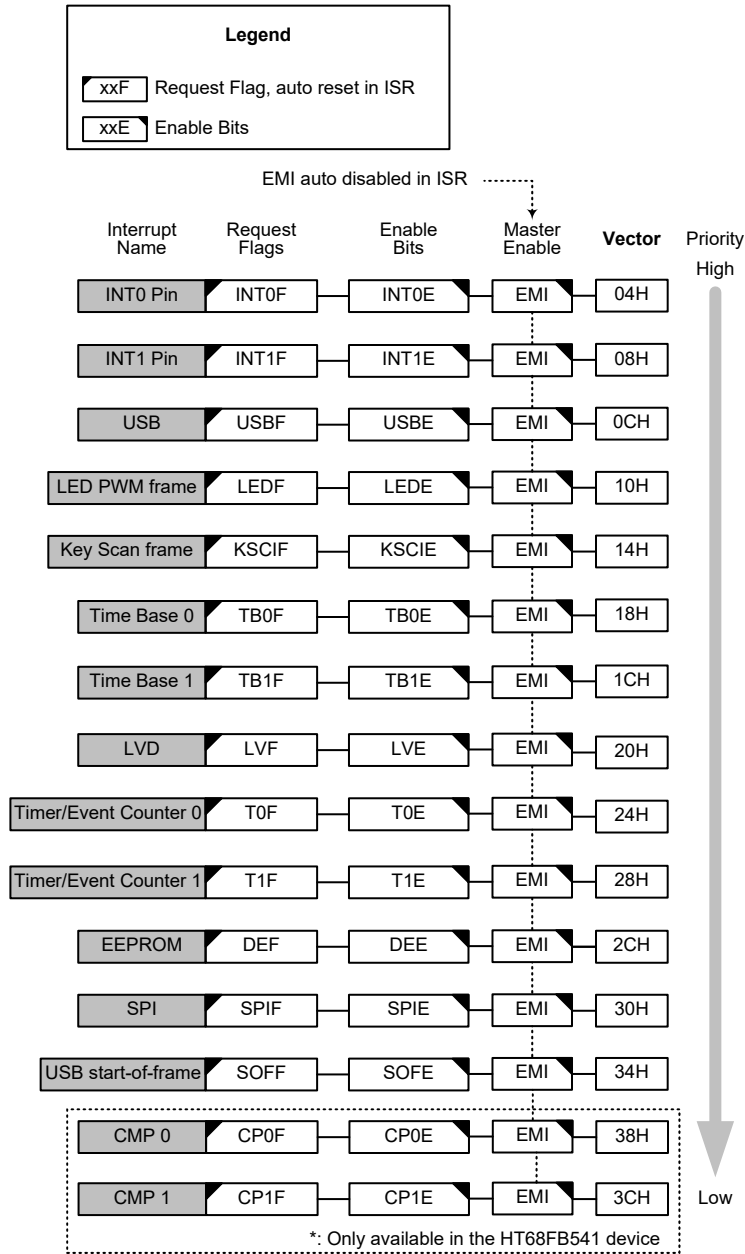 Legend
xxF Request Flag, auto reset in ISR
xxE Enable Bits
EMI auto disabled in ISR
Interrupt Name Request Flags Enable Bits Master Enable Vector Priority
High
INT0 Pin INT0F INT0E EMI 04H
INT1 Pin INT1F INT1E EMI 08H
USB USBF USBE EMI 0CH
LED PWM frame LEDF LEDE EMI 10H
Key Scan frame KSCIF KSCIE EMI 14H
Time Base 0 TB0F TB0E EMI 18H
Time Base 1 TB1F TB1E EMI 1CH
LVD LVF LVE EMI 20H
Timer/Event Counter 0 T0F T0E EMI 24H
Timer/Event Counter 1 T1F T1E EMI 28H
EEPROM DEF DEE EMI 2CH
SPI SPIF SPIE EMI 30H
USB start-of-frame SOFF SOFE EMI 34H
CMP 0 CP0F CP0E EMI 38H
CMP 1 CP1F CP1E EMI 3CH Low
*: Only available in the HT68FB541 device